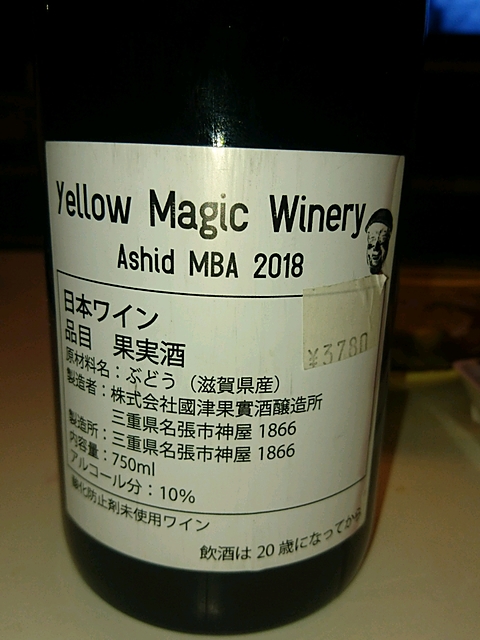 Yellow Magic Winery
Ashid MBA 2018
¥3780
日本ワイン
品目 果実酒
原材料名：ぶどう（滋賀県産）
製造者：株式会社國津果實酒醸造所
三重県名張市神屋 1866
製造所：三重県名張市神屋 1866
内容量：750ml
アルコール分：10%
酸化防止剤未使用ワイン
飲酒は 20 歳になってから